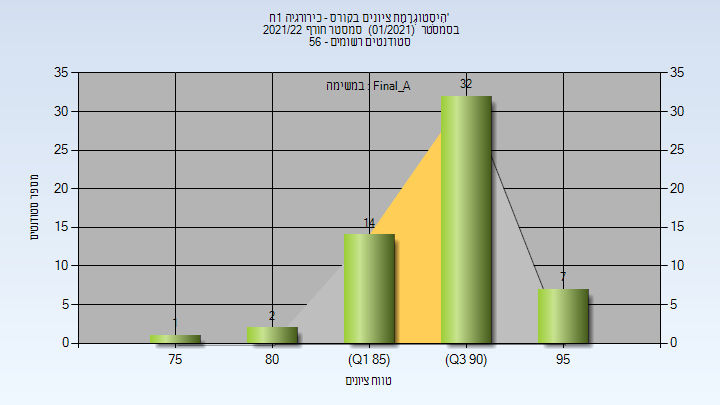 הִיסְטוֹגְרַמַּת ציונים בקורס - כירורגיה 1ח'
בסמסטר (01/2021) סמסטר חורף 2021/22
סטודנטים רשומים - 56
במשימה : Final_A
מספר סטודנטים
35 35
30 30
25 25
20 20
15 15
10 10
5 5
0 0
1 2 14 32 7
75 80 (Q1 85) (Q3 90) 95
טווח ציונים